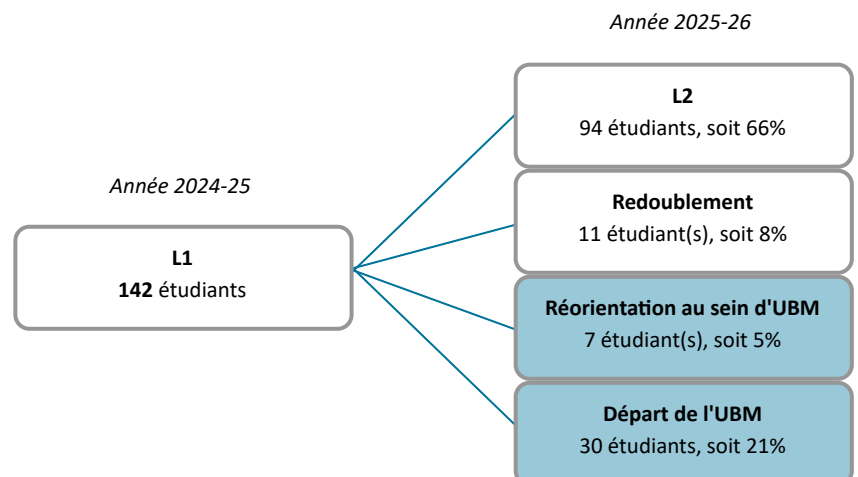 Année 2025-26
L2
94 étudiants, soit 66%
Année 2024-25
Redoublement
11 étudiant(s), soit 8%
L1
142 étudiants
Réorientation au sein d'UBM
7 étudiant(s), soit 5%
Départ de l'UBM
30 étudiants, soit 21%